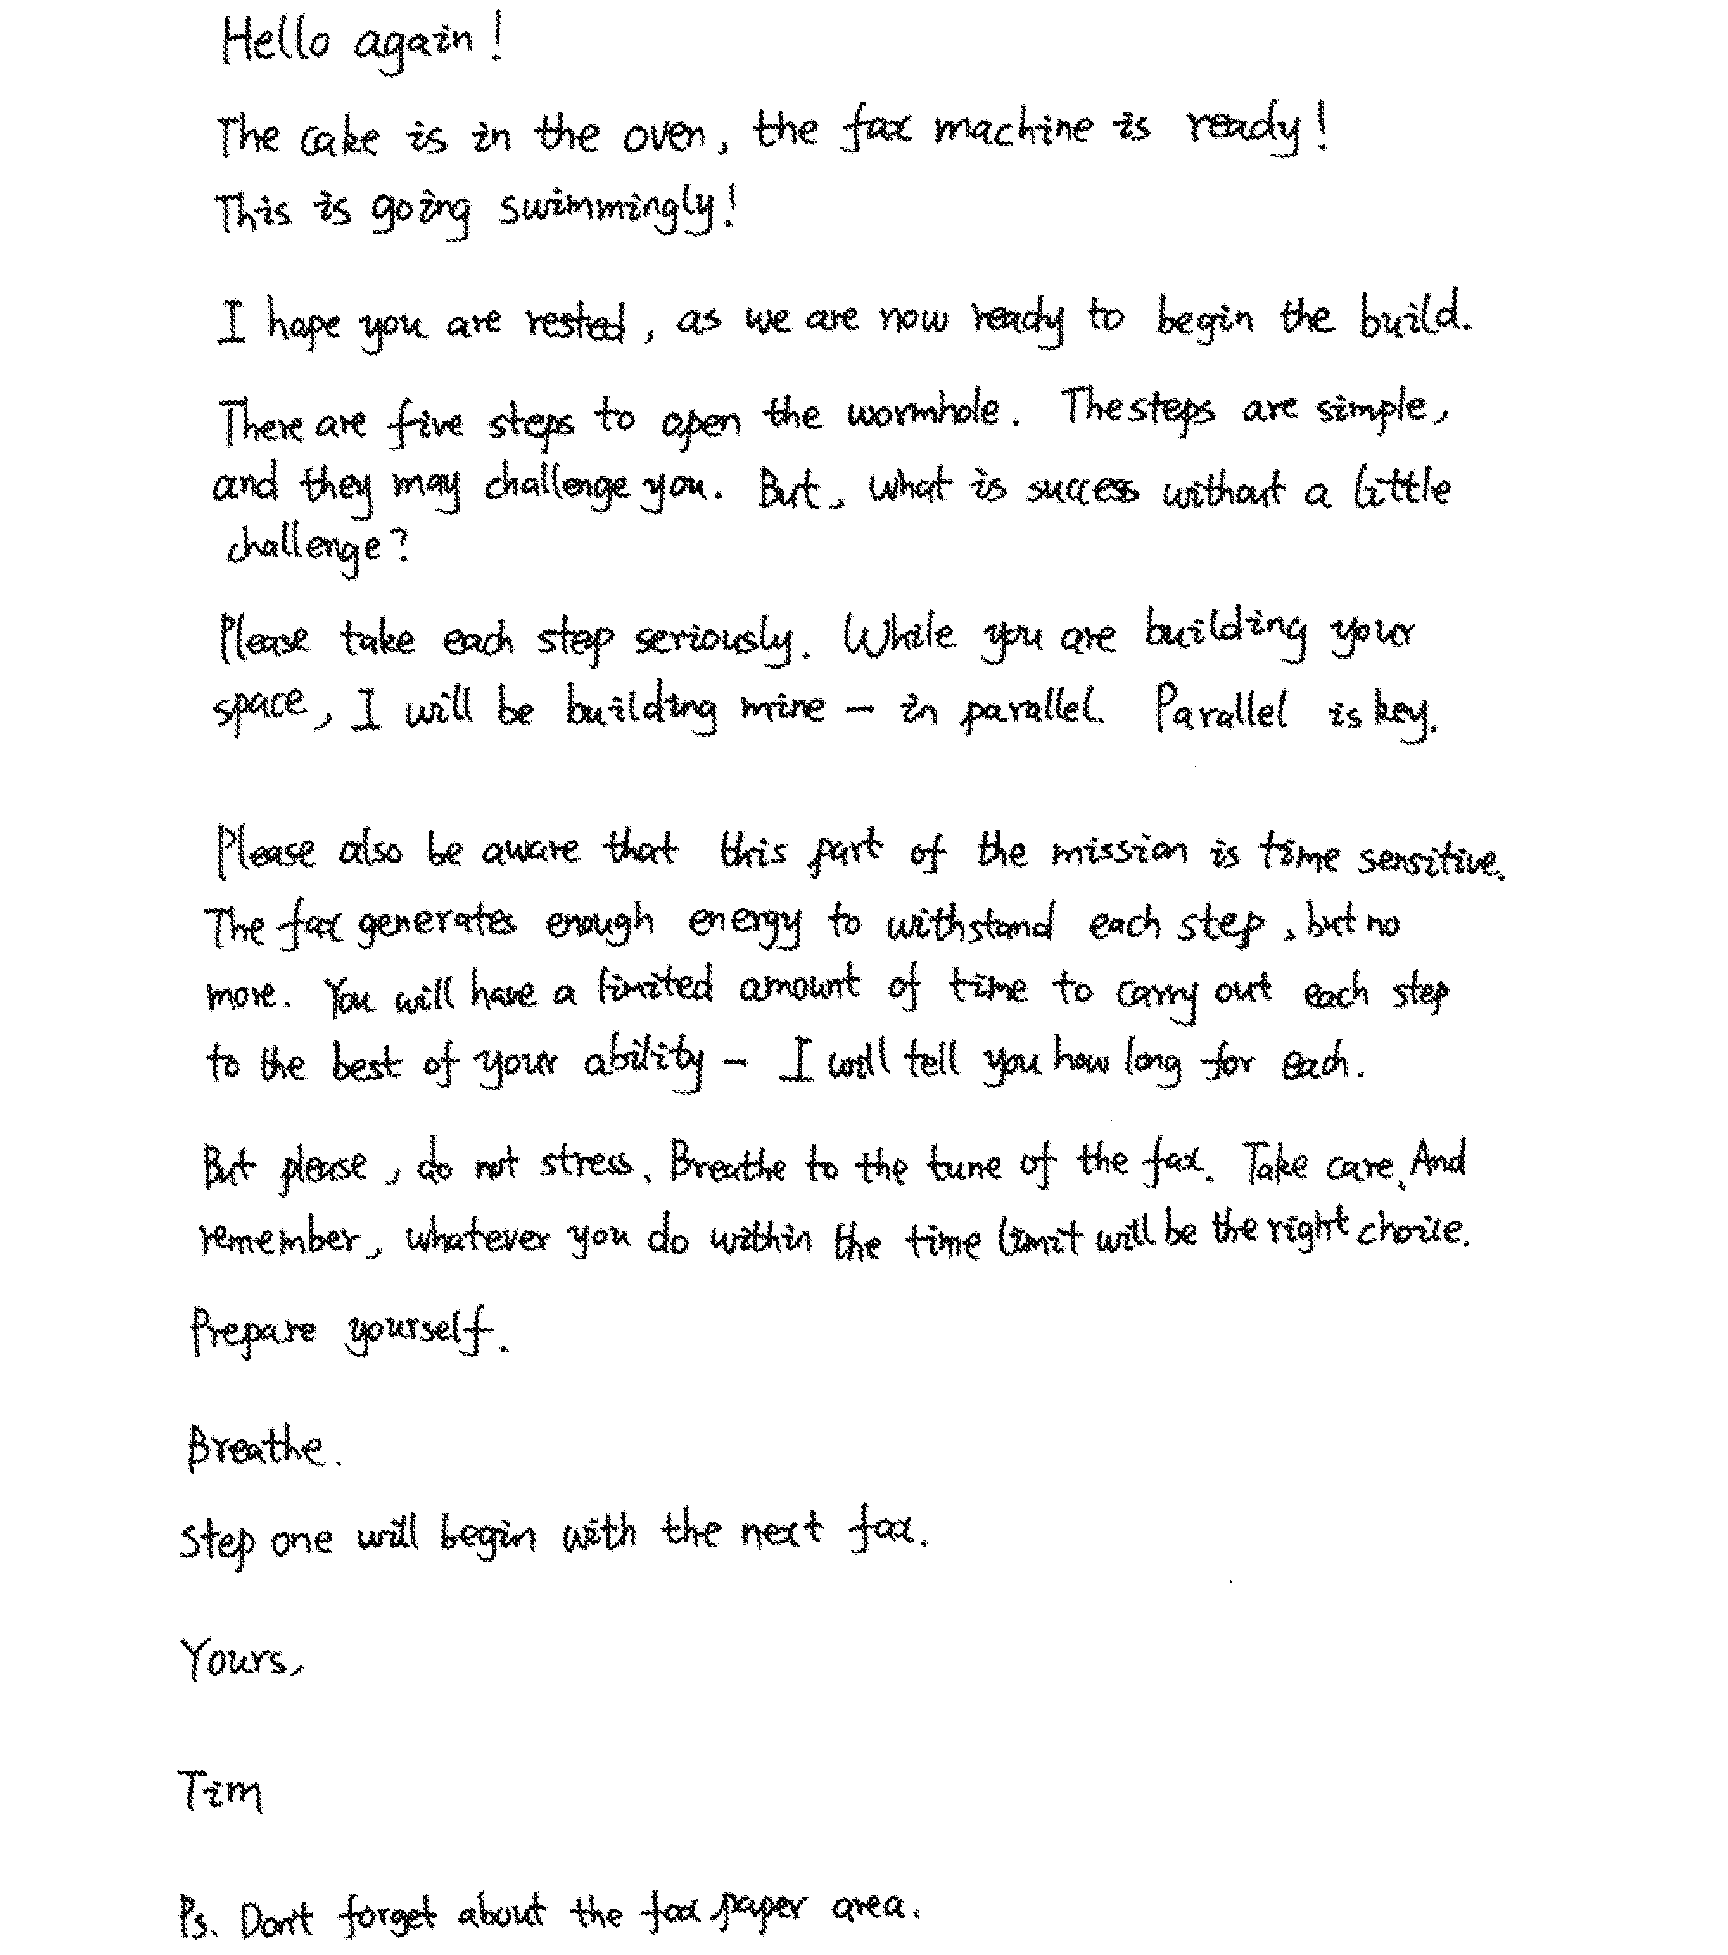 Hello again!
The cake is in the oven, the fax machine is ready!
This is going swimmingly!
I hope you are rested, as we are now ready to begin the build.
There are five steps to open the wormhole. The steps are simple,
and they may challenge you. But, what is success without a little
challenge?
Please take each step seriously. While you are building your
space, I will be building mine – in parallel. Parallel is key.
Please also be aware that this part of the mission is time sensitive.
The fax generates enough energy to withstand each step, but no
more. You will have a limited amount of time to carry out each step
to the best of your ability – I will tell you how long for each.
But please, do not stress. Breathe to the tune of the fax. Take care. And
remember, whatever you do within the time limit will be the right choice.
Prepare yourself.
Breathe.
Step one will begin with the next fax.
Yours,
Tim
Ps. Don't forget about the fax paper area.